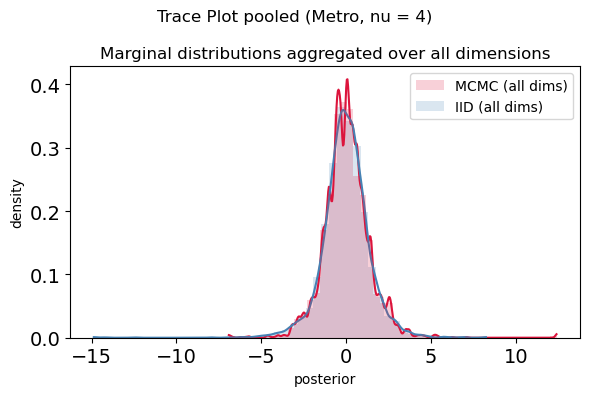 Trace Plot pooled (Metro, nu = 4)
Marginal distributions aggregated over all dimensions
MCMC (all dims)
IID (all dims)
density
0.4
0.3
0.2
0.1
0.0
−15
−10
−5
0
5
10
posterior